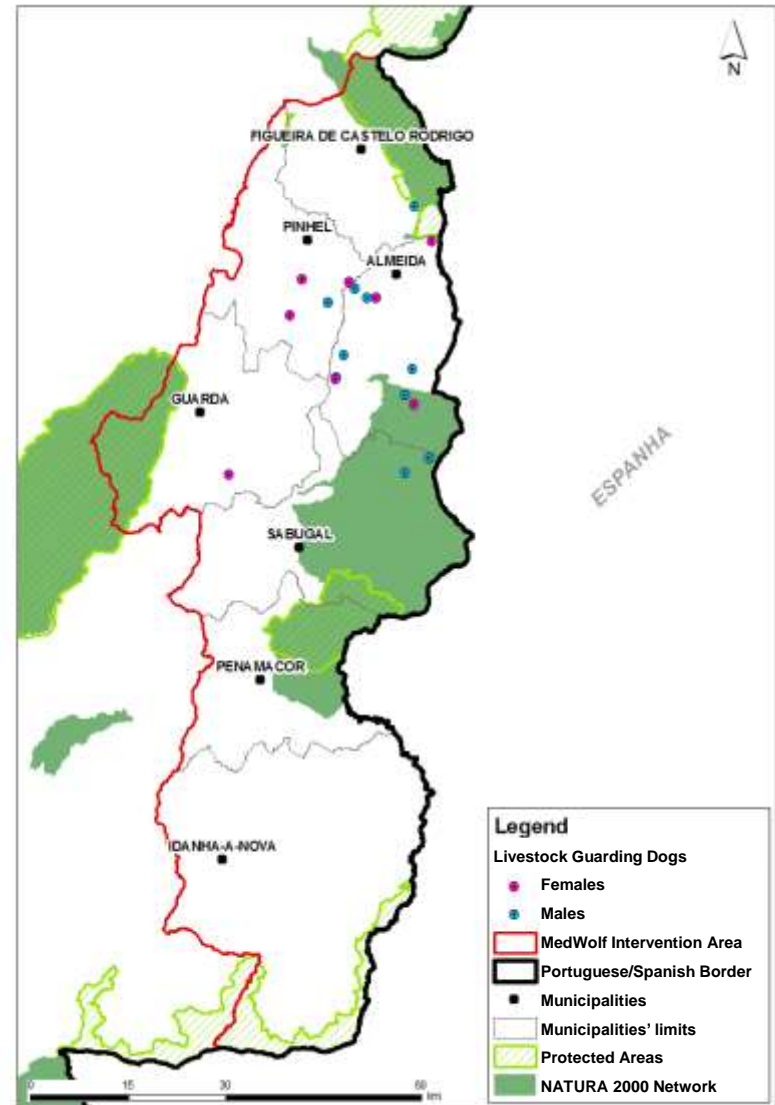 N
FIGUEIRA DE CASTELO RODRIGO
PINHEL
ALMEIDA
GUARDA
ESPANHA
SABUGAL
PENAMACOR
IDANHA-A-NOVA
Legend
Livestock Guarding Dogs
Females
Males
MedWolf Intervention Area
Portuguese/Spanish Border
Municipalities
Municipalities' limits
Protected Areas
NATURA 2000 Network
0 15 30 60
km